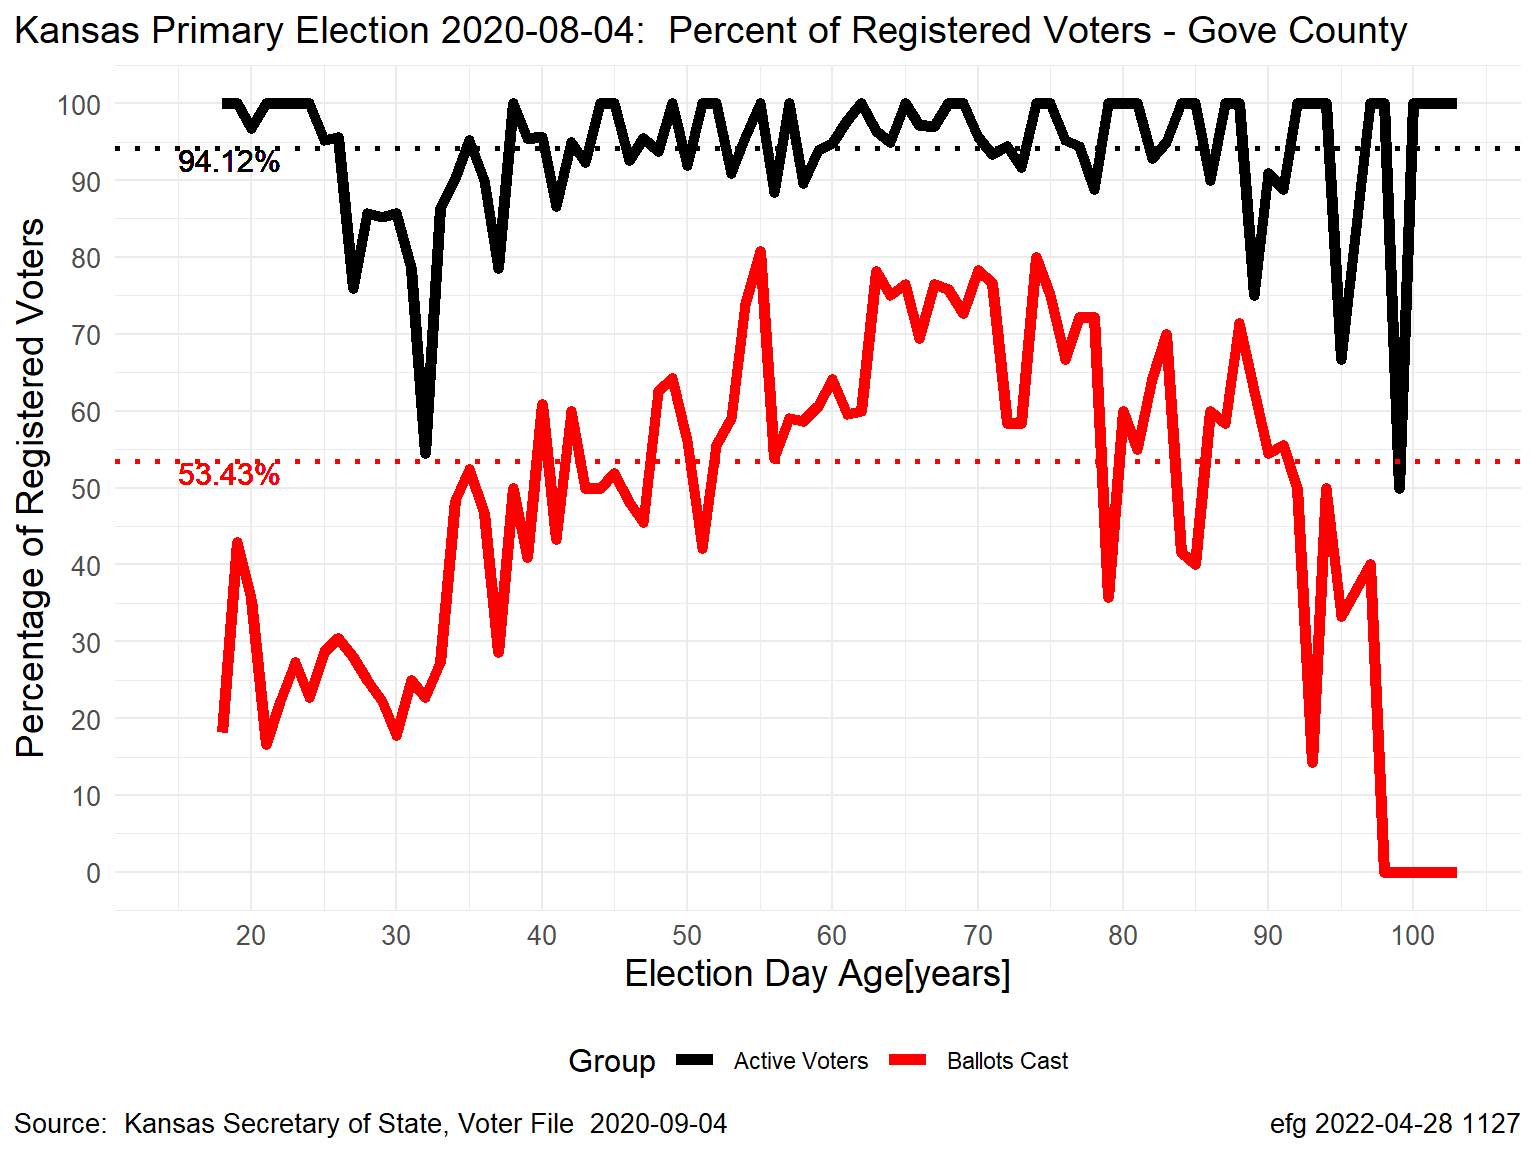 Kansas Primary Election 2020-08-04:  Percent of Registered Voters - Gove County
Percentage of Registered Voters
100
90
80
70
60
50
40
30
20
10
0
94.12%
53.43%
20 30 40 50 60 70 80 90 100
Election Day Age[years]
Group Active Voters Ballots Cast
Source:  Kansas Secretary of State, Voter File  2020-09-04
efg 2022-04-28 1127